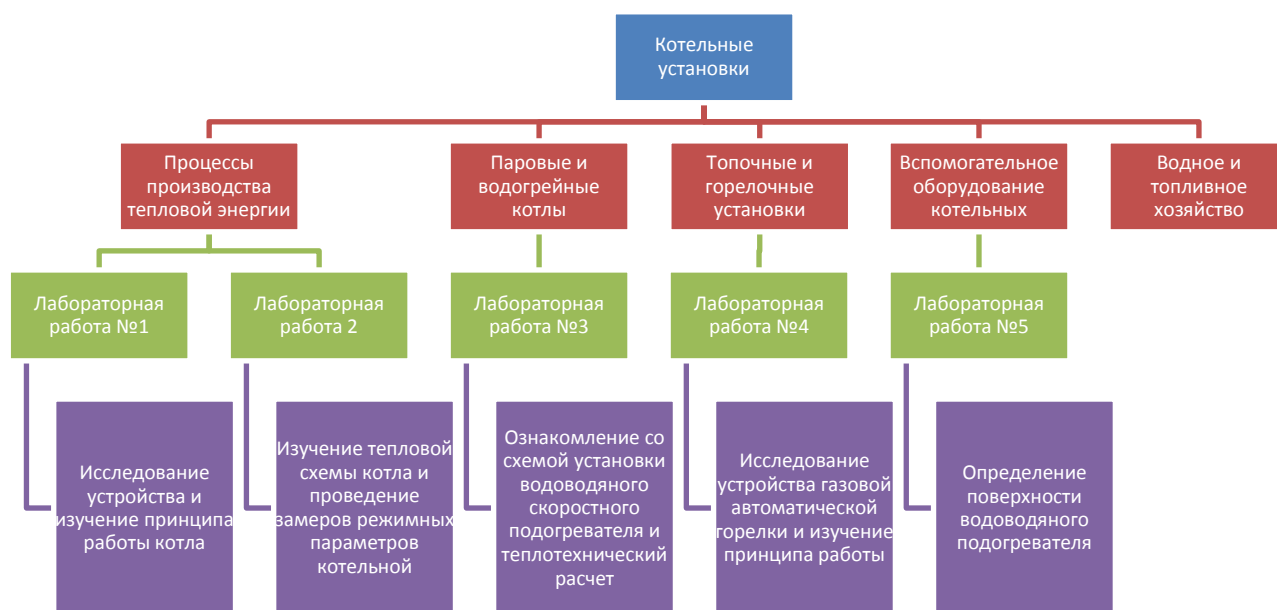 Котельные
установки
Процессы
производства
тепловой энергии
Паровые и
водогрейные
котлы
Топочные и
горелочные
установки
Вспомогательное
оборудование
котельных
Водное и
топливное
хозяйство
Лабораторная
работа №1
Лабораторная
работа 2
Лабораторная
работа №3
Лабораторная
работа №4
Лабораторная
работа №5
Исследование
устройства и
изучение принципа
работы котла
Изучение тепловой
схемы котла и
проведение
замеров режимных
параметров
котельной
Ознакомление со
схемой установки
водоводяного
скоростного
подогревателя и
теплотехнический
расчет
Исследование
устройства газовой
автоматической
горелки и изучение
принципа работы
Определение
поверхности
водоводяного
подогревателя